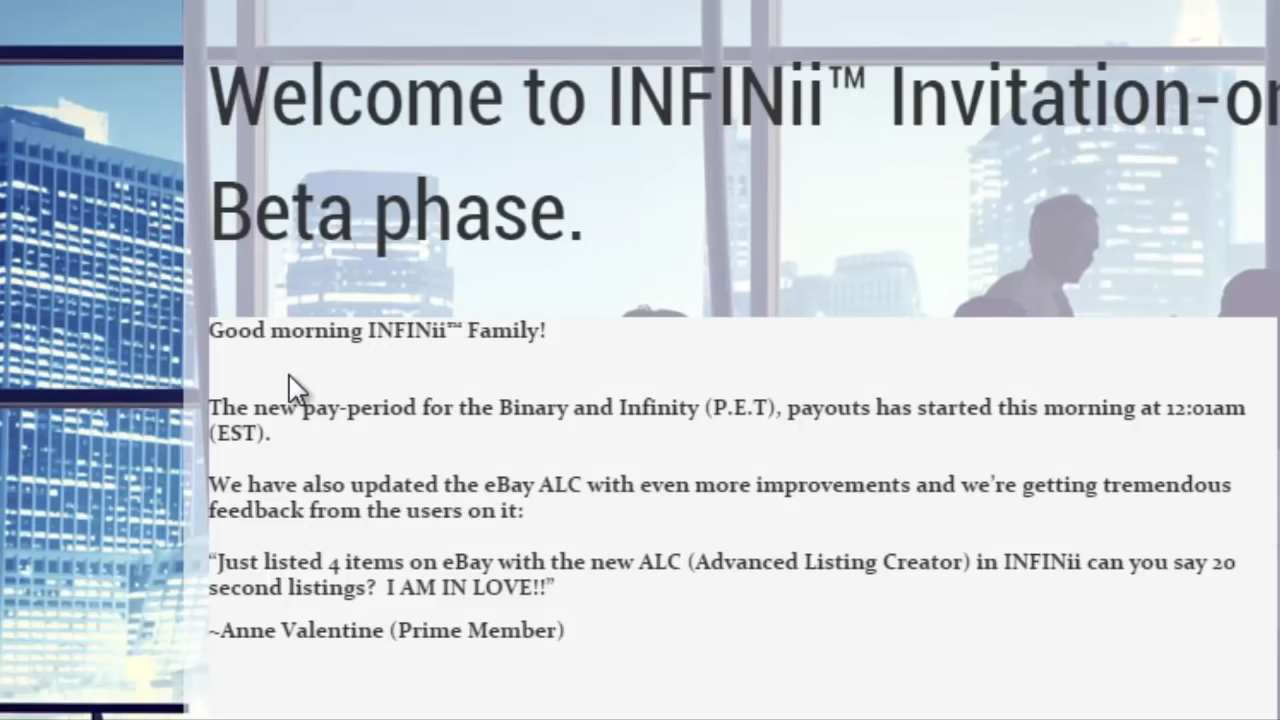 Welcome to INFINii™ Invitation-on
Beta phase.
Good morning INFINii™ Family!
The new pay-period for the Binary and Infinity (P.E.T), payouts has started this morning at 12:01am
(EST).
We have also updated the eBay ALC with even more improvements and we're getting tremendous
feedback from the users on it:
“Just listed 4 items on eBay with the new ALC (Advanced Listing Creator) in INFINii can you say 20
second listings?  I AM IN LOVE!!”
~Anne Valentine (Prime Member)